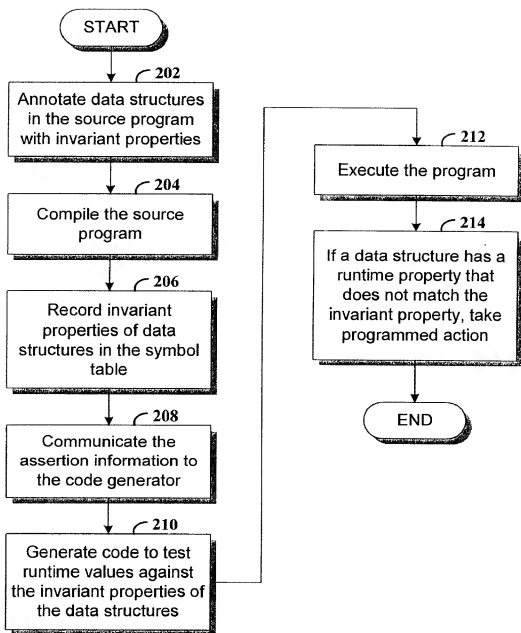 START
202
Annotate data structures
in the source program
with invariant properties
204
Compile the source
program
206
Record invariant
properties of data
structures in the symbol
table
208
Communicate the
assertion information to
the code generator
210
Generate code to test
runtime values against
the invariant properties of
the data structures
212
Execute the program
214
If a data structure has a
runtime property that
does not match the
invariant property, take
programmed action
END